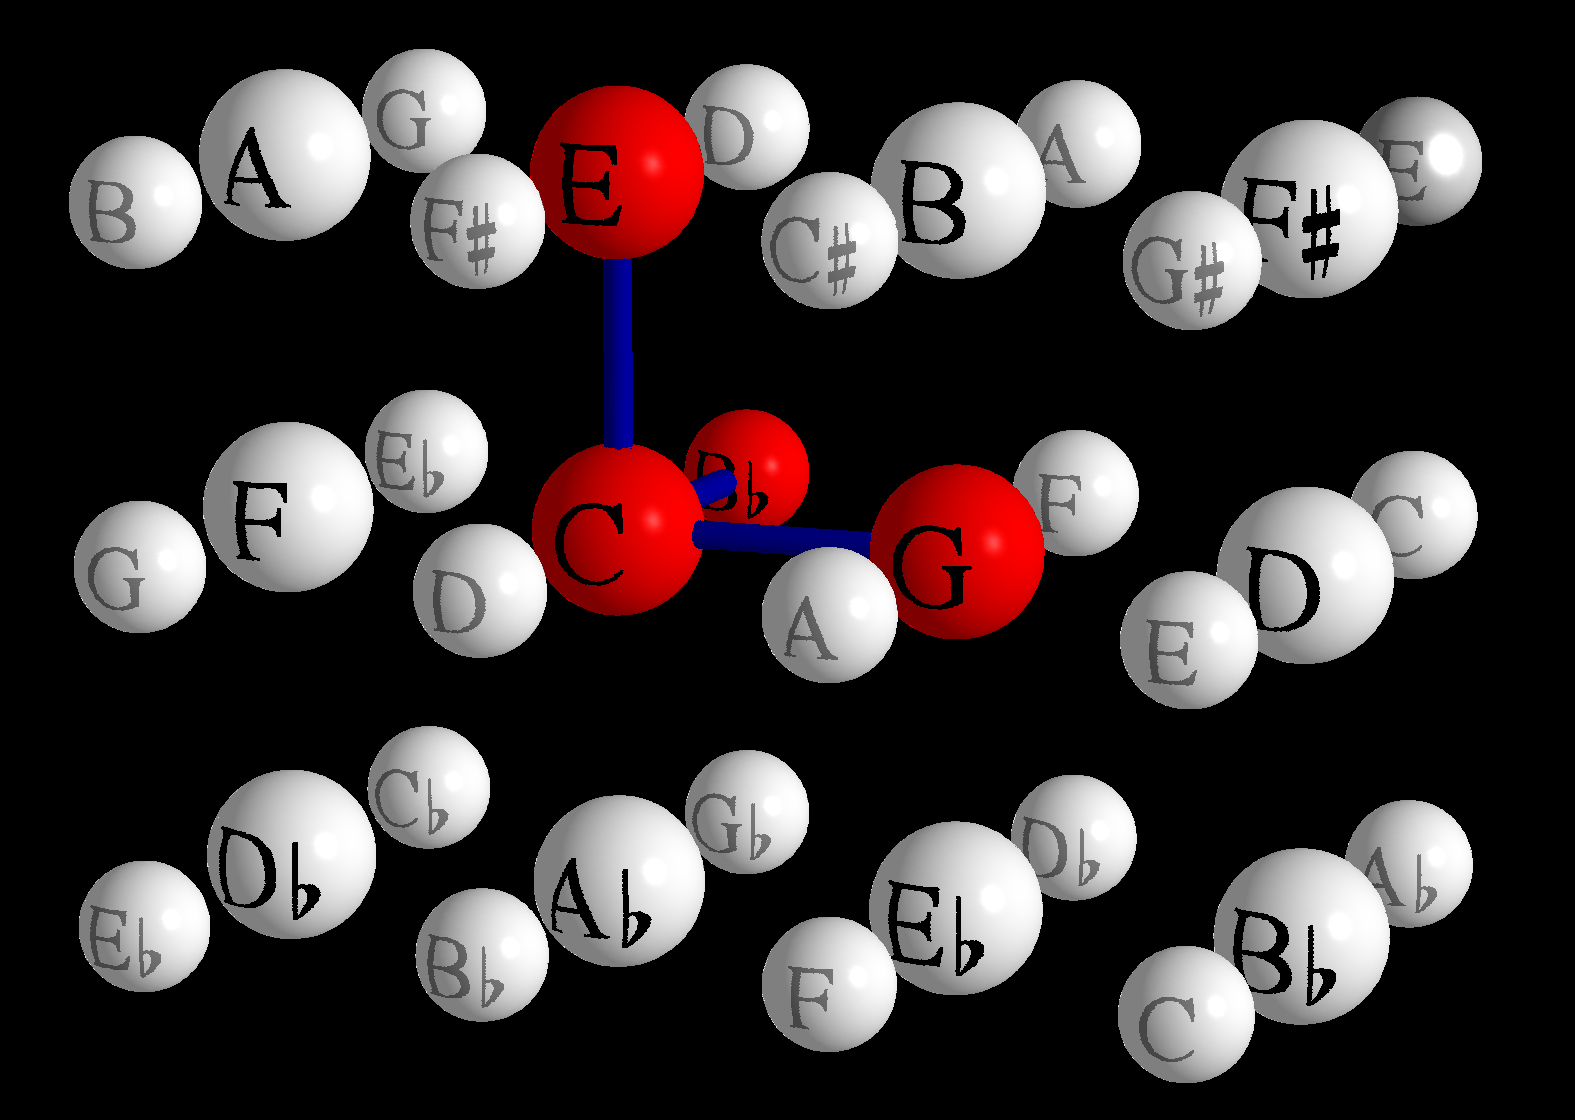 B A G F♯ E D C♯ B A G♯ F♯ E
G F E♭ D C B♭ A G F E D C
E♭ D♭ C♭ B♭ A♭ G♭ F E♭ D♭ C B♭ A♭